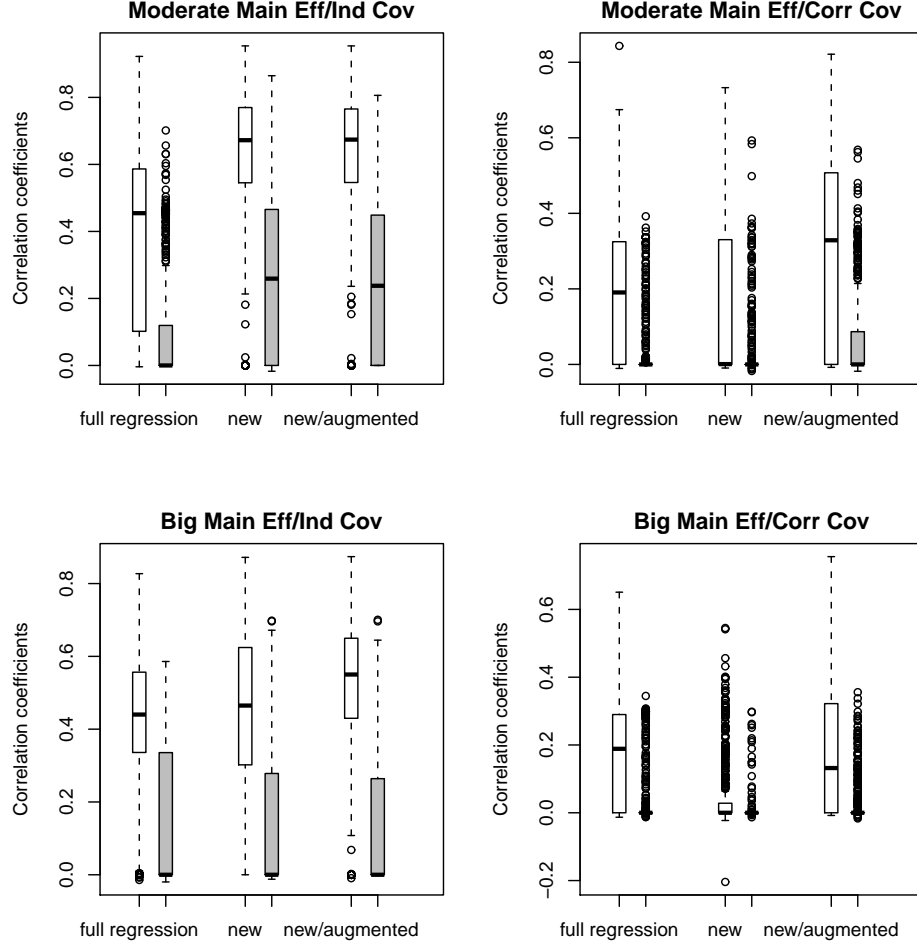 Moderate Main Eff/Ind Cov
Correlation coefficients
0.0 0.2 0.4 0.6 0.8
full regression new new/augmented
Moderate Main Eff/Corr Cov
Correlation coefficients
0.0 0.2 0.4 0.6 0.8
full regression new new/augmented
Big Main Eff/Ind Cov
Correlation coefficients
0.0 0.2 0.4 0.6 0.8
full regression new new/augmented
Big Main Eff/Corr Cov
Correlation coefficients
−0.2 0.0 0.2 0.4 0.6
full regression new new/augmented